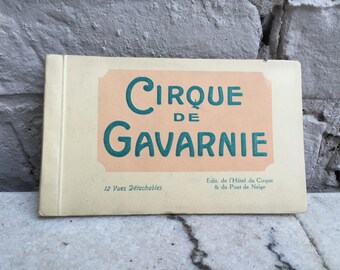 CIRQUE
DE
GAVARNIE
12 Vues Détachables
Edit. de l'Hôtel du Cirque
& du Pont de Neige